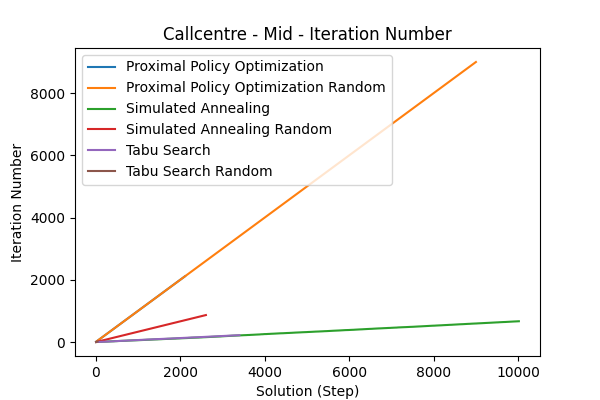 Callcentre - Mid - Iteration Number
Proximal Policy Optimization
Proximal Policy Optimization Random
Simulated Annealing
Simulated Annealing Random
Tabu Search
Tabu Search Random
Iteration Number
8000
6000
4000
2000
0
0 2000 4000 6000 8000 10000
Solution (Step)